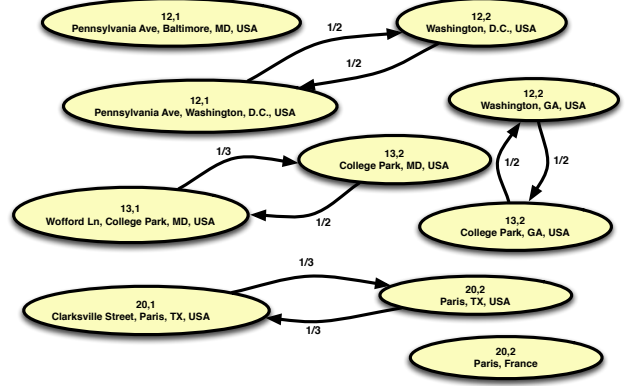 12,1
Pennsylvania Ave, Baltimore, MD, USA
12,2
Washington, D.C., USA
1/2
1/2
12,1
Pennsylvania Ave, Washington, D.C., USA
12,2
Washington, GA, USA
1/3
13,2
College Park, MD, USA
1/2
1/2
13,1
Wofford Ln, College Park, MD, USA
1/2
13,2
College Park, GA, USA
1/3
20,1
Clarksville Street, Paris, TX, USA
20,2
Paris, TX, USA
1/3
20,2
Paris, France